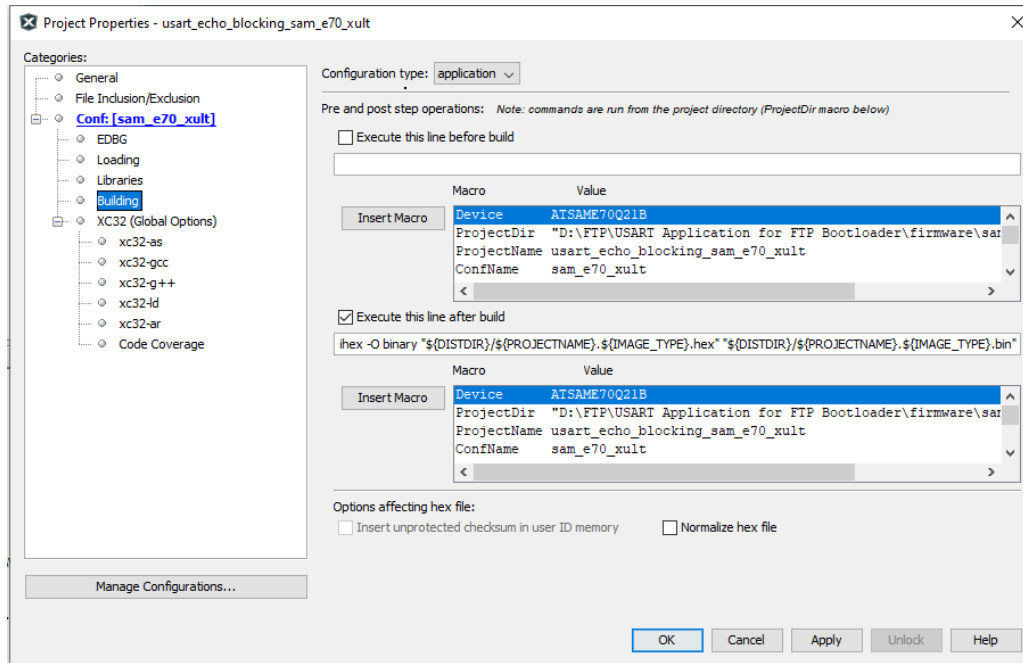 Project Properties - usart_echo_blocking_sam_e70_xult
Categories:
General
File Inclusion/Exclusion
Conf: [sam_e70_xult]
EDBG
Loading
Libraries
Building
XC32 (Global Options)
xc32-as
xc32-gcc
xc32-g++
xc32-ld
xc32-ar
Code Coverage
Manage Configurations...
Configuration type: application
Pre and post step operations: Note: commands are run from the project directory (ProjectDir macro below)
Execute this line before build
Macro Value
Insert Macro
Device ATSAME70Q21B
ProjectDir "D:\FTP\USART Application for FTP Bootloader\firmware\sam
ProjectName usart_echo_blocking_sam_e70_xult
ConfName sam_e70_xult
Execute this line after build
ihex -O binary "${DISTDIR}/${PROJECTNAME}.${IMAGE_TYPE}.hex" "${DISTDIR}/${PROJECTNAME}.${IMAGE_TYPE}.bin"
Macro Value
Insert Macro
Device ATSAME70Q21B
ProjectDir "D:\FTP\USART Application for FTP Bootloader\firmware\sam
ProjectName usart_echo_blocking_sam_e70_xult
ConfName sam_e70_xult
Options affecting hex file:
Insert unprotected checksum in user ID memory
Normalize hex file
OK Cancel Apply Unlock Help